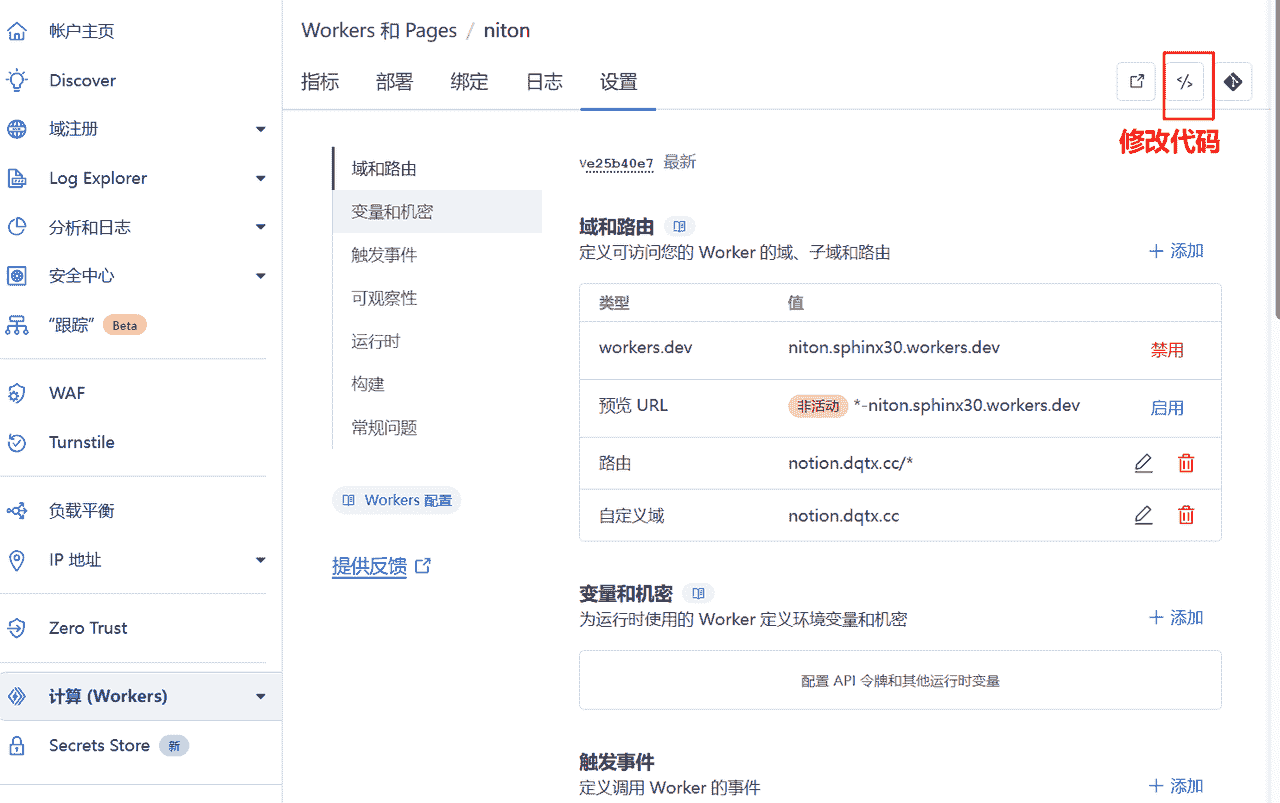 帐户主页
Discover
域注册
Log Explorer
分析和日志
安全中心
“跟踪” Beta
WAF
Turnstile
负载平衡
IP 地址
Zero Trust
计算 (Workers)
Secrets Store 新
Workers 和 Pages / niton
指标 部署 绑定 日志 设置
修改代码
域和路由
变量和机密
触发事件
可观察性
运行时
构建
常规问题
Workers 配置
提供反馈
ve25b40e7 最新
域和路由
定义可访问您的 Worker 的域、子域和路由
+ 添加
类型 值
workers.dev niton.sphinx30.workers.dev 禁用
预览 URL 非活动 *-niton.sphinx30.workers.dev 启用
路由 notion.dqtx.cc/*
自定义域 notion.dqtx.cc
变量和机密
为运行时使用的 Worker 定义环境变量和机密
+ 添加
配置 API 令牌和其他运行时变量
触发事件
定义调用 Worker 的事件
+ 添加